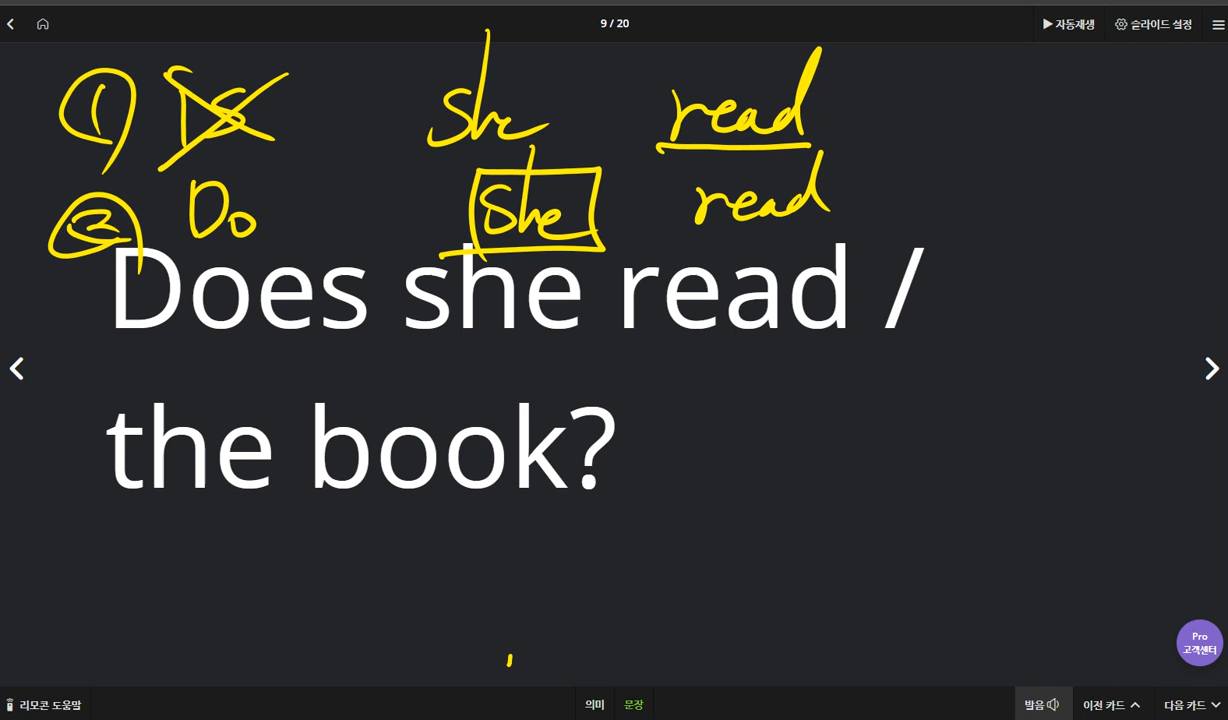 9 / 20
▶자동재생
슬라이드 설정
① Is she read
② Do she read
Does she read /
the book?
Pro
고객센터
리모콘 도움말
의미
문장
발음
이전 카드
다음 카드